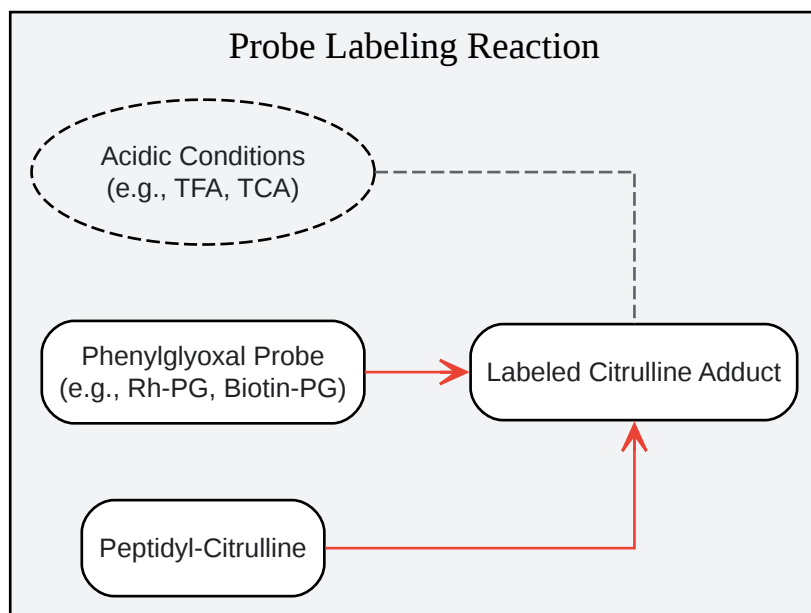 Probe Labeling Reaction
Acidic Conditions
(e.g., TFA, TCA)
Phenylglyoxal Probe
(e.g., Rh-PG, Biotin-PG)
Labeled Citrulline Adduct
Peptidyl-Citrulline